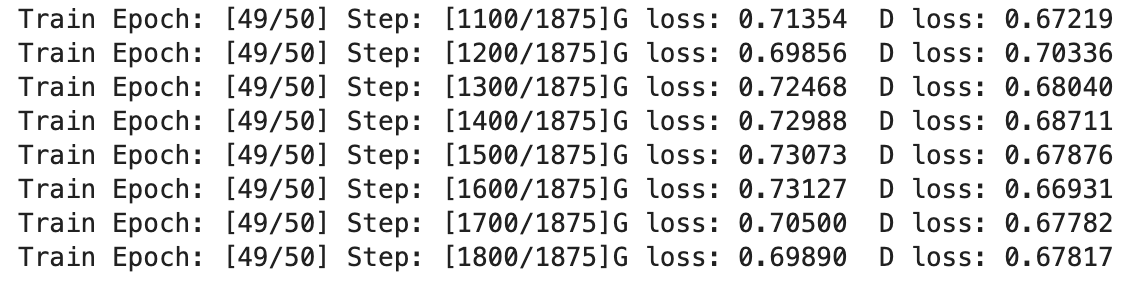 Train Epoch: [49/50] Step: [1100/1875]G loss: 0.71354  D loss: 0.67219
Train Epoch: [49/50] Step: [1200/1875]G loss: 0.69856  D loss: 0.70336
Train Epoch: [49/50] Step: [1300/1875]G loss: 0.72468  D loss: 0.68040
Train Epoch: [49/50] Step: [1400/1875]G loss: 0.72988  D loss: 0.68711
Train Epoch: [49/50] Step: [1500/1875]G loss: 0.73073  D loss: 0.67876
Train Epoch: [49/50] Step: [1600/1875]G loss: 0.73127  D loss: 0.66931
Train Epoch: [49/50] Step: [1700/1875]G loss: 0.70500  D loss: 0.67782
Train Epoch: [49/50] Step: [1800/1875]G loss: 0.69890  D loss: 0.67817